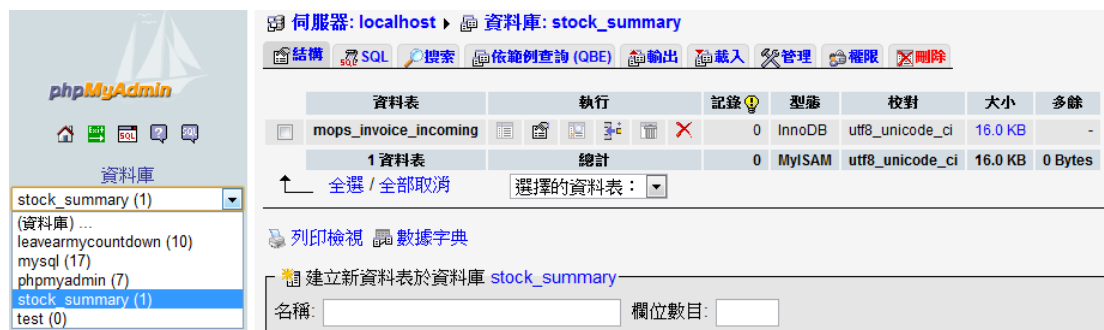 phpMyAdmin
Exit
SQL
SQL
資料庫
stock_summary (1)
(資料庫) ...
leavearmycountdown (10)
mysql (17)
phpmyadmin (7)
stock_summary (1)
test (0)
伺服器: localhost 資料庫: stock_summary
結構 SQL 搜索 依範例查詢 (QBE) 輸出 載入 管理 權限 刪除
資料表 執行 記錄 型態 校對 大小 多餘
mops_invoice_incoming 0 InnoDB utf8_unicode_ci 16.0 KB -
1 資料表 總計 0 MyISAM utf8_unicode_ci 16.0 KB 0 Bytes
全選 / 全部取消 選擇的資料表：
列印檢視 數據字典
建立新資料表於資料庫 stock_summary
名稱: 欄位數目: